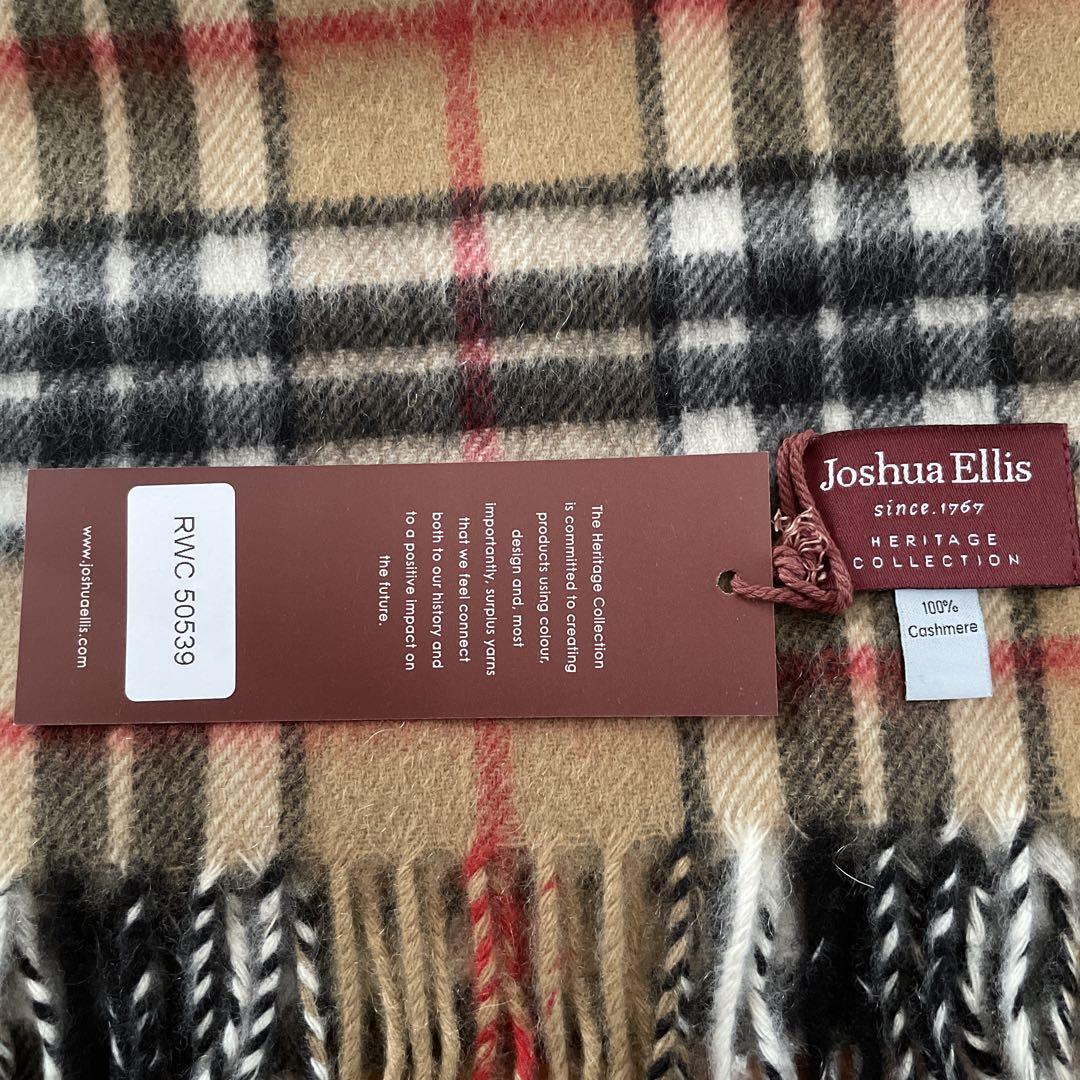 The Heritage Collection
is committed to creating
products using colour,
design and, most
importantly, surplus yarns
that we feel connect
both to our history and
to a positive impact on
the future.
RWC 50539
www.joshuaellis.com
Joshua Ellis
since.1767
HERITAGE
COLLECTION
100%
Cashmere